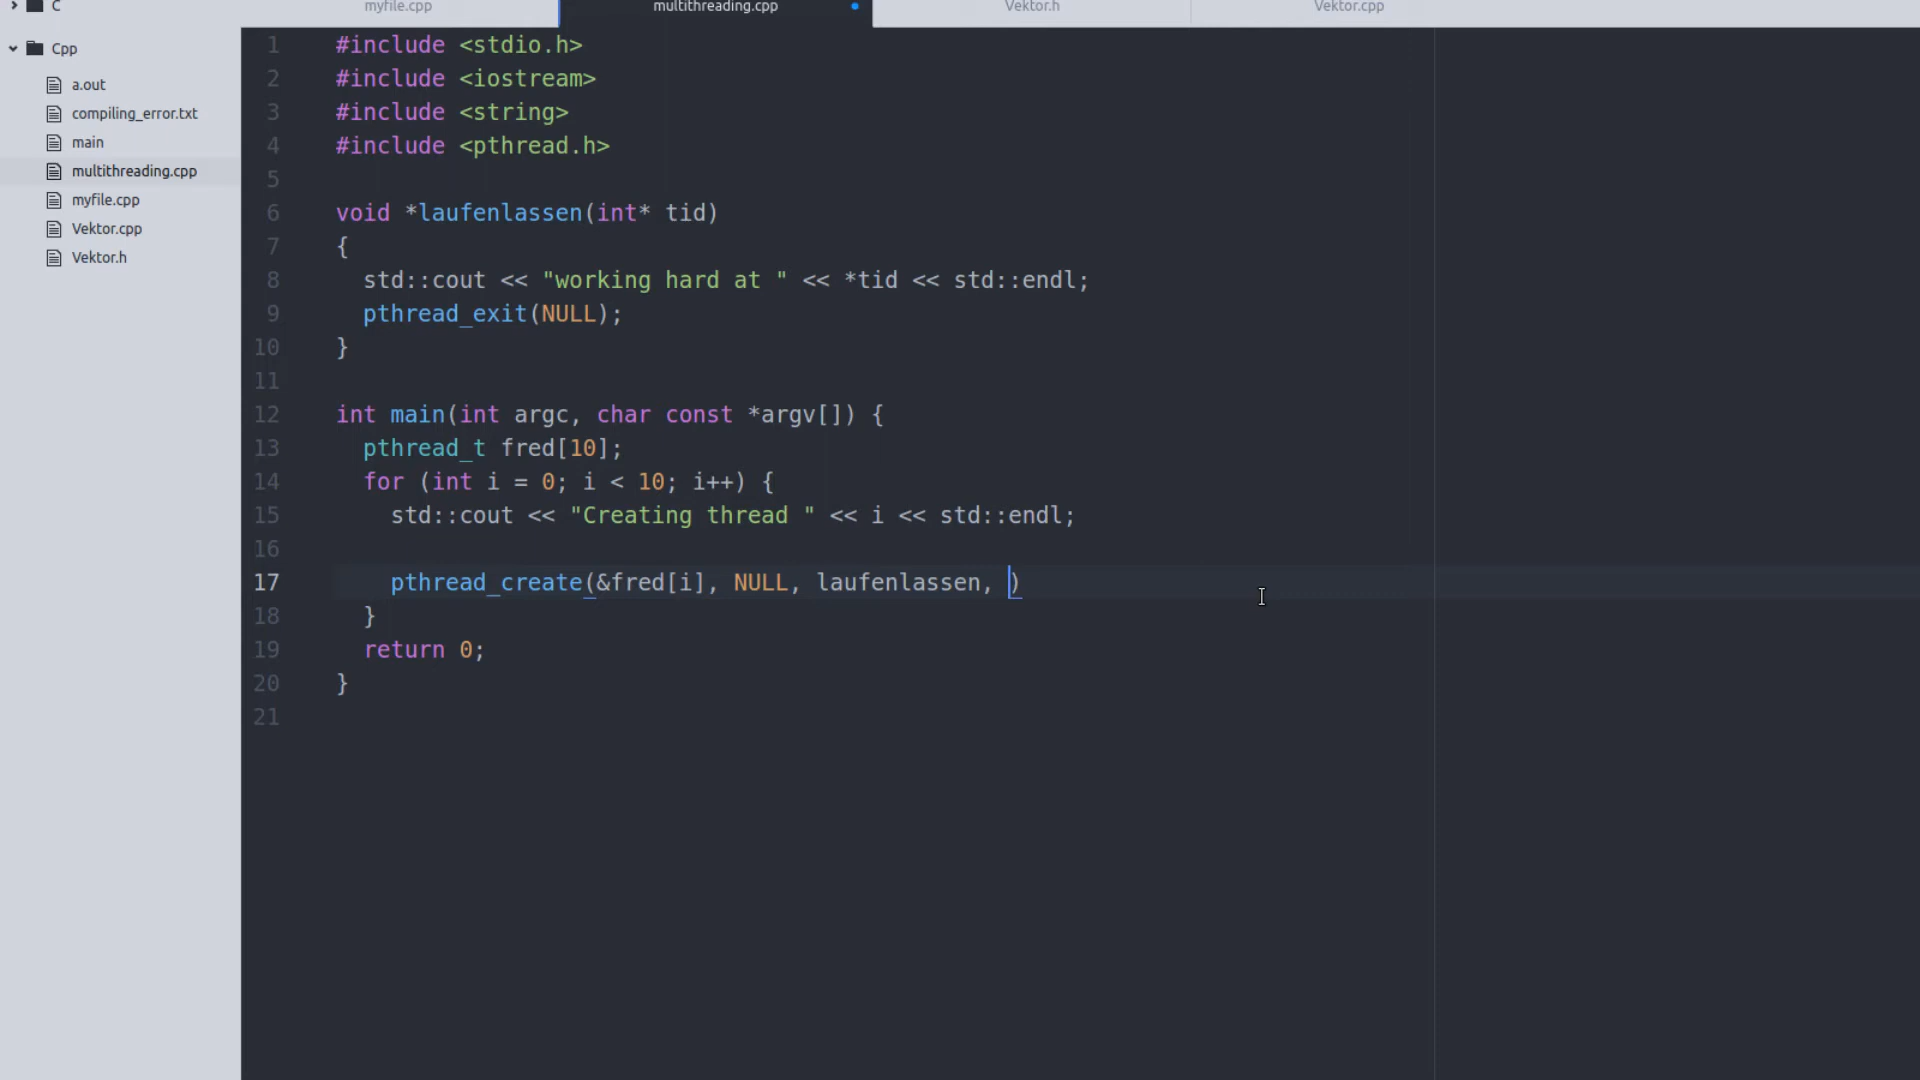 C
myfile.cpp
multithreading.cpp
Vektor.h
Vektor.cpp
Cpp
a.out
compiling_error.txt
main
multithreading.cpp
myfile.cpp
Vektor.cpp
Vektor.h
1 #include <stdio.h>
2 #include <iostream>
3 #include <string>
4 #include <pthread.h>
5
6 void *laufenlassen(int* tid)
7 {
8   std::cout << "working hard at " << *tid << std::endl;
9   pthread_exit(NULL);
10 }
11
12 int main(int argc, char const *argv[]) {
13   pthread_t fred[10];
14   for (int i = 0; i < 10; i++) {
15     std::cout << "Creating thread " << i << std::endl;
16
17     pthread_create(&fred[i], NULL, laufenlassen, )
18   }
19   return 0;
20 }
21